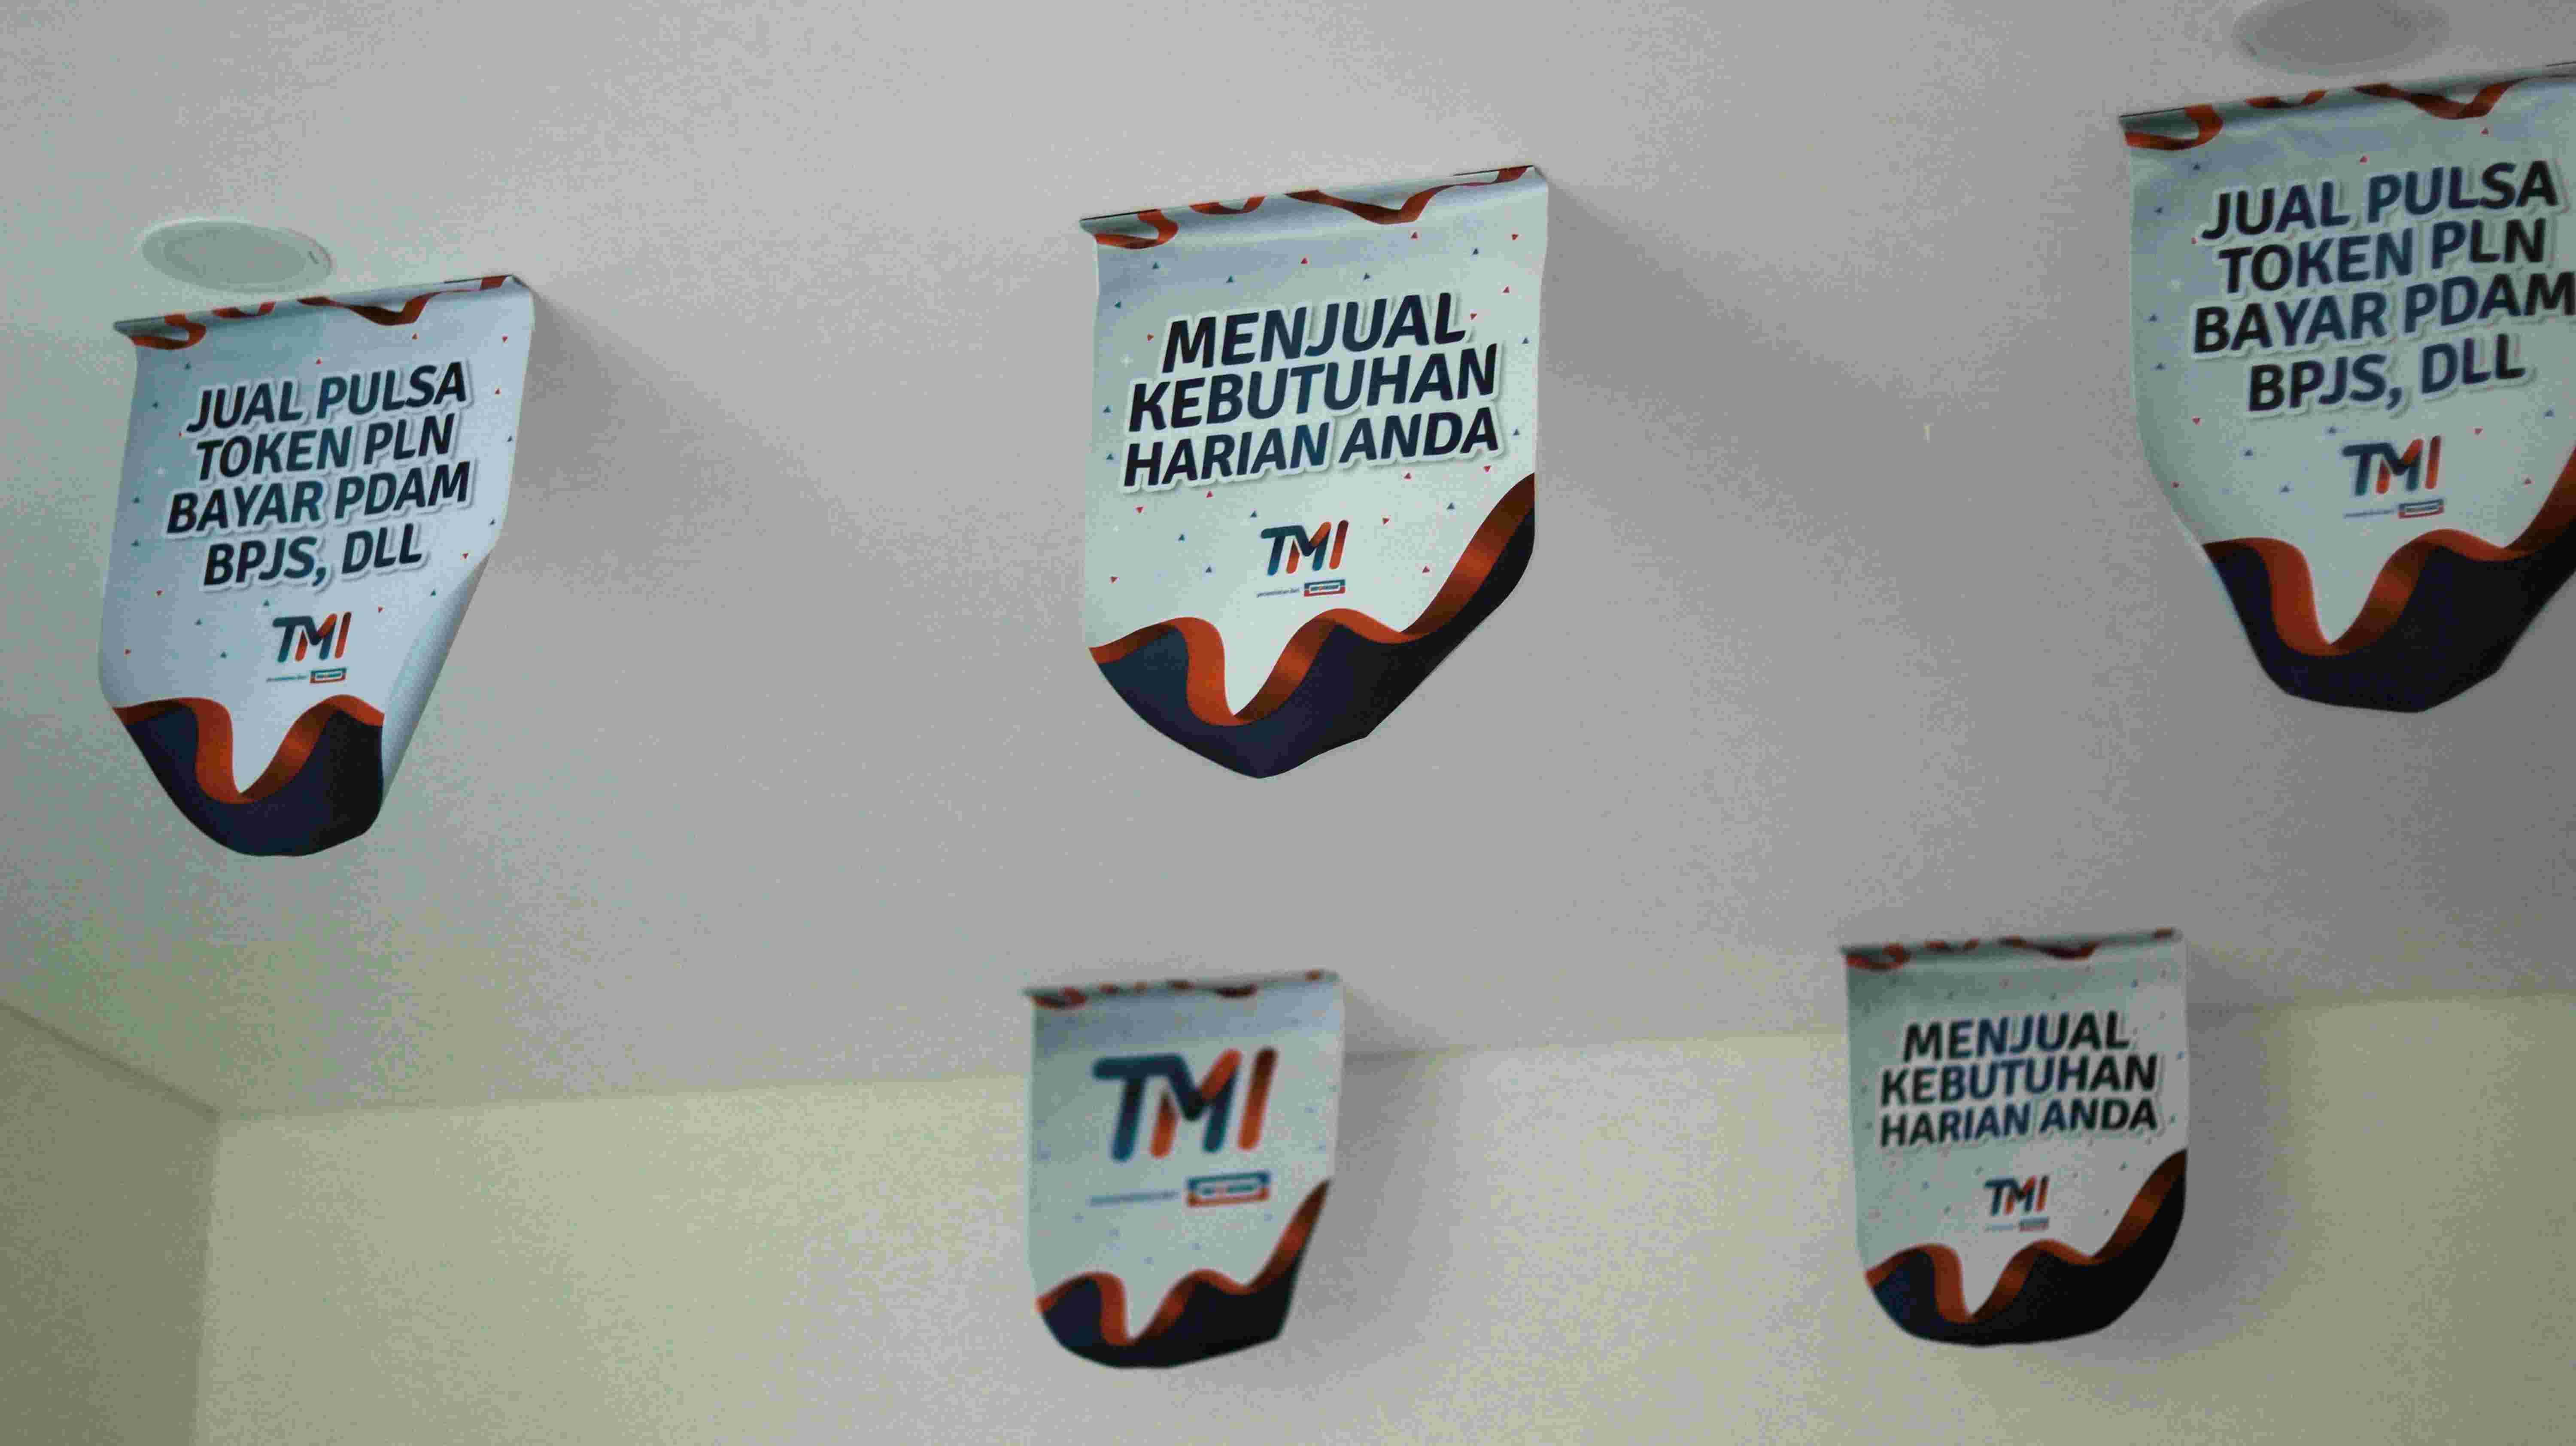 JUAL PULSA
TOKEN PLN
BAYAR PDAM
BPJS, DLL
TMI
MENJUAL
KEBUTUHAN
HARIAN ANDA
TMI
JUAL PULSA
TOKEN PLN
BAYAR PDAM
BPJS, DLL
TMI
TMI
MENJUAL
KEBUTUHAN
HARIAN ANDA
TMI